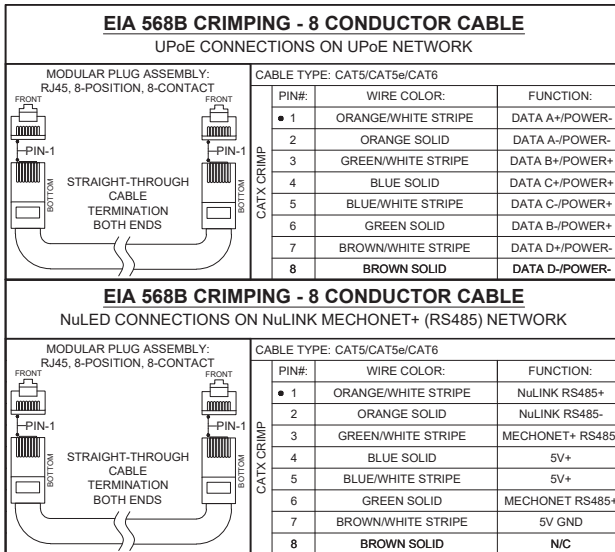 EIA 568B CRIMPING - 8 CONDUCTOR CABLE
UPoE CONNECTIONS ON UPoE NETWORK
MODULAR PLUG ASSEMBLY:
RJ45, 8-POSITION, 8-CONTACT
FRONT
FRONT
PIN-1
PIN-1
BOTTOM
BOTTOM
STRAIGHT-THROUGH
CABLE
TERMINATION
BOTH ENDS
CABLE TYPE: CAT5/CAT5e/CAT6
CATX CRIMP
PIN#: WIRE COLOR: FUNCTION:
1 ORANGE/WHITE STRIPE DATA A+/POWER-
2 ORANGE SOLID DATA A-/POWER-
3 GREEN/WHITE STRIPE DATA B+/POWER+
4 BLUE SOLID DATA C+/POWER+
5 BLUE/WHITE STRIPE DATA C-/POWER+
6 GREEN SOLID DATA B-/POWER+
7 BROWN/WHITE STRIPE DATA D+/POWER-
8 BROWN SOLID DATA D-/POWER-
EIA 568B CRIMPING - 8 CONDUCTOR CABLE
NuLED CONNECTIONS ON NuLINK MECHONET+ (RS485) NETWORK
MODULAR PLUG ASSEMBLY:
RJ45, 8-POSITION, 8-CONTACT
FRONT
FRONT
PIN-1
PIN-1
BOTTOM
BOTTOM
STRAIGHT-THROUGH
CABLE
TERMINATION
BOTH ENDS
CABLE TYPE: CAT5/CAT5e/CAT6
CATX CRIMP
PIN#: WIRE COLOR: FUNCTION:
1 ORANGE/WHITE STRIPE NuLINK RS485+
2 ORANGE SOLID NuLINK RS485-
3 GREEN/WHITE STRIPE MECHONET+ RS485
4 BLUE SOLID 5V+
5 BLUE/WHITE STRIPE 5V+
6 GREEN SOLID MECHONET RS485+
7 BROWN/WHITE STRIPE 5V GND
8 BROWN SOLID N/C